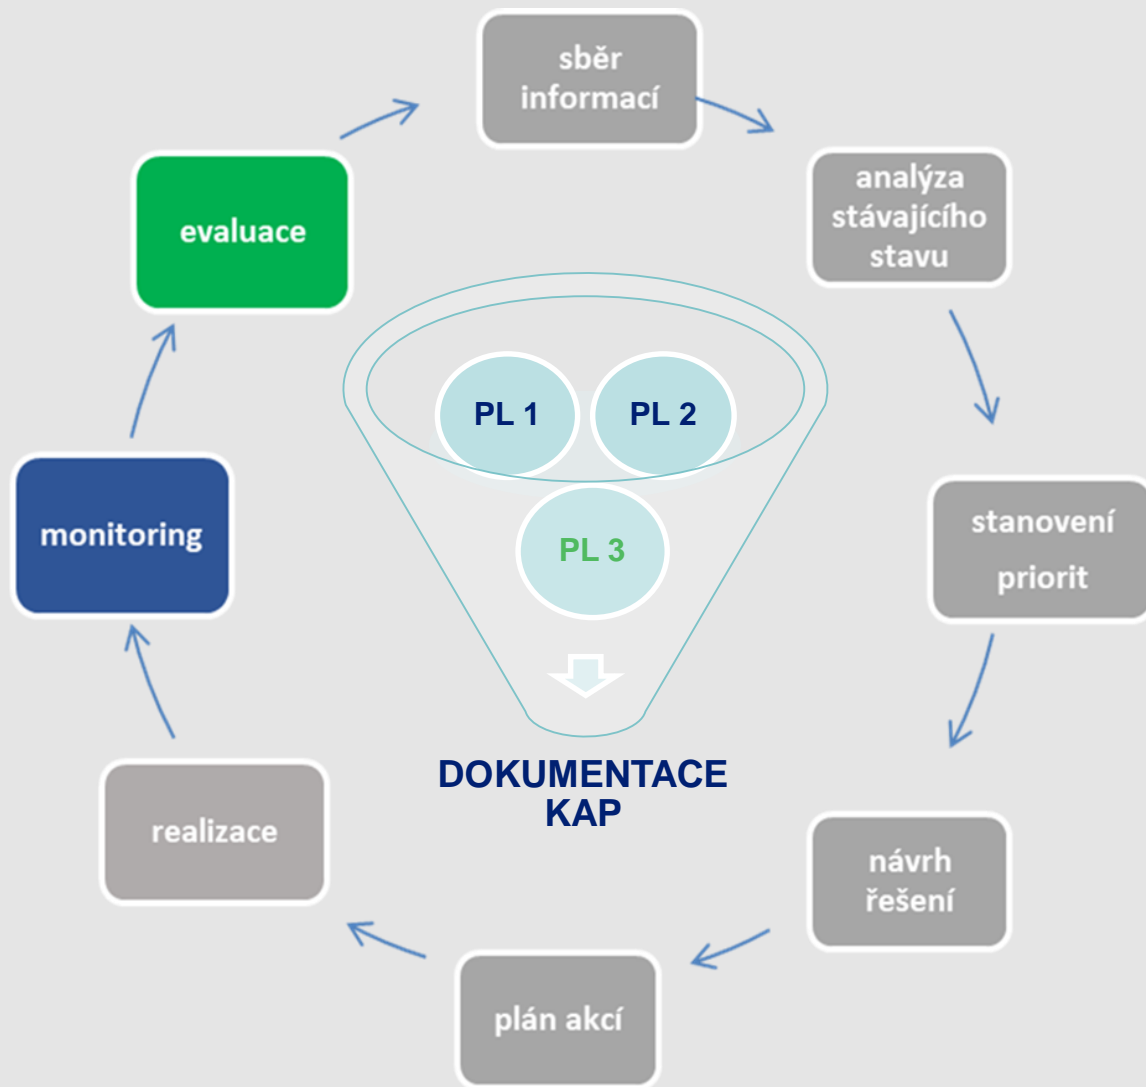 sběr
informací
analýza
stávajícího
stavu
stanovení
priorit
návrh
řešení
plán akcí
realizace
monitoring
evaluace
PL 1
PL 2
PL 3
DOKUMENTACE
KAP